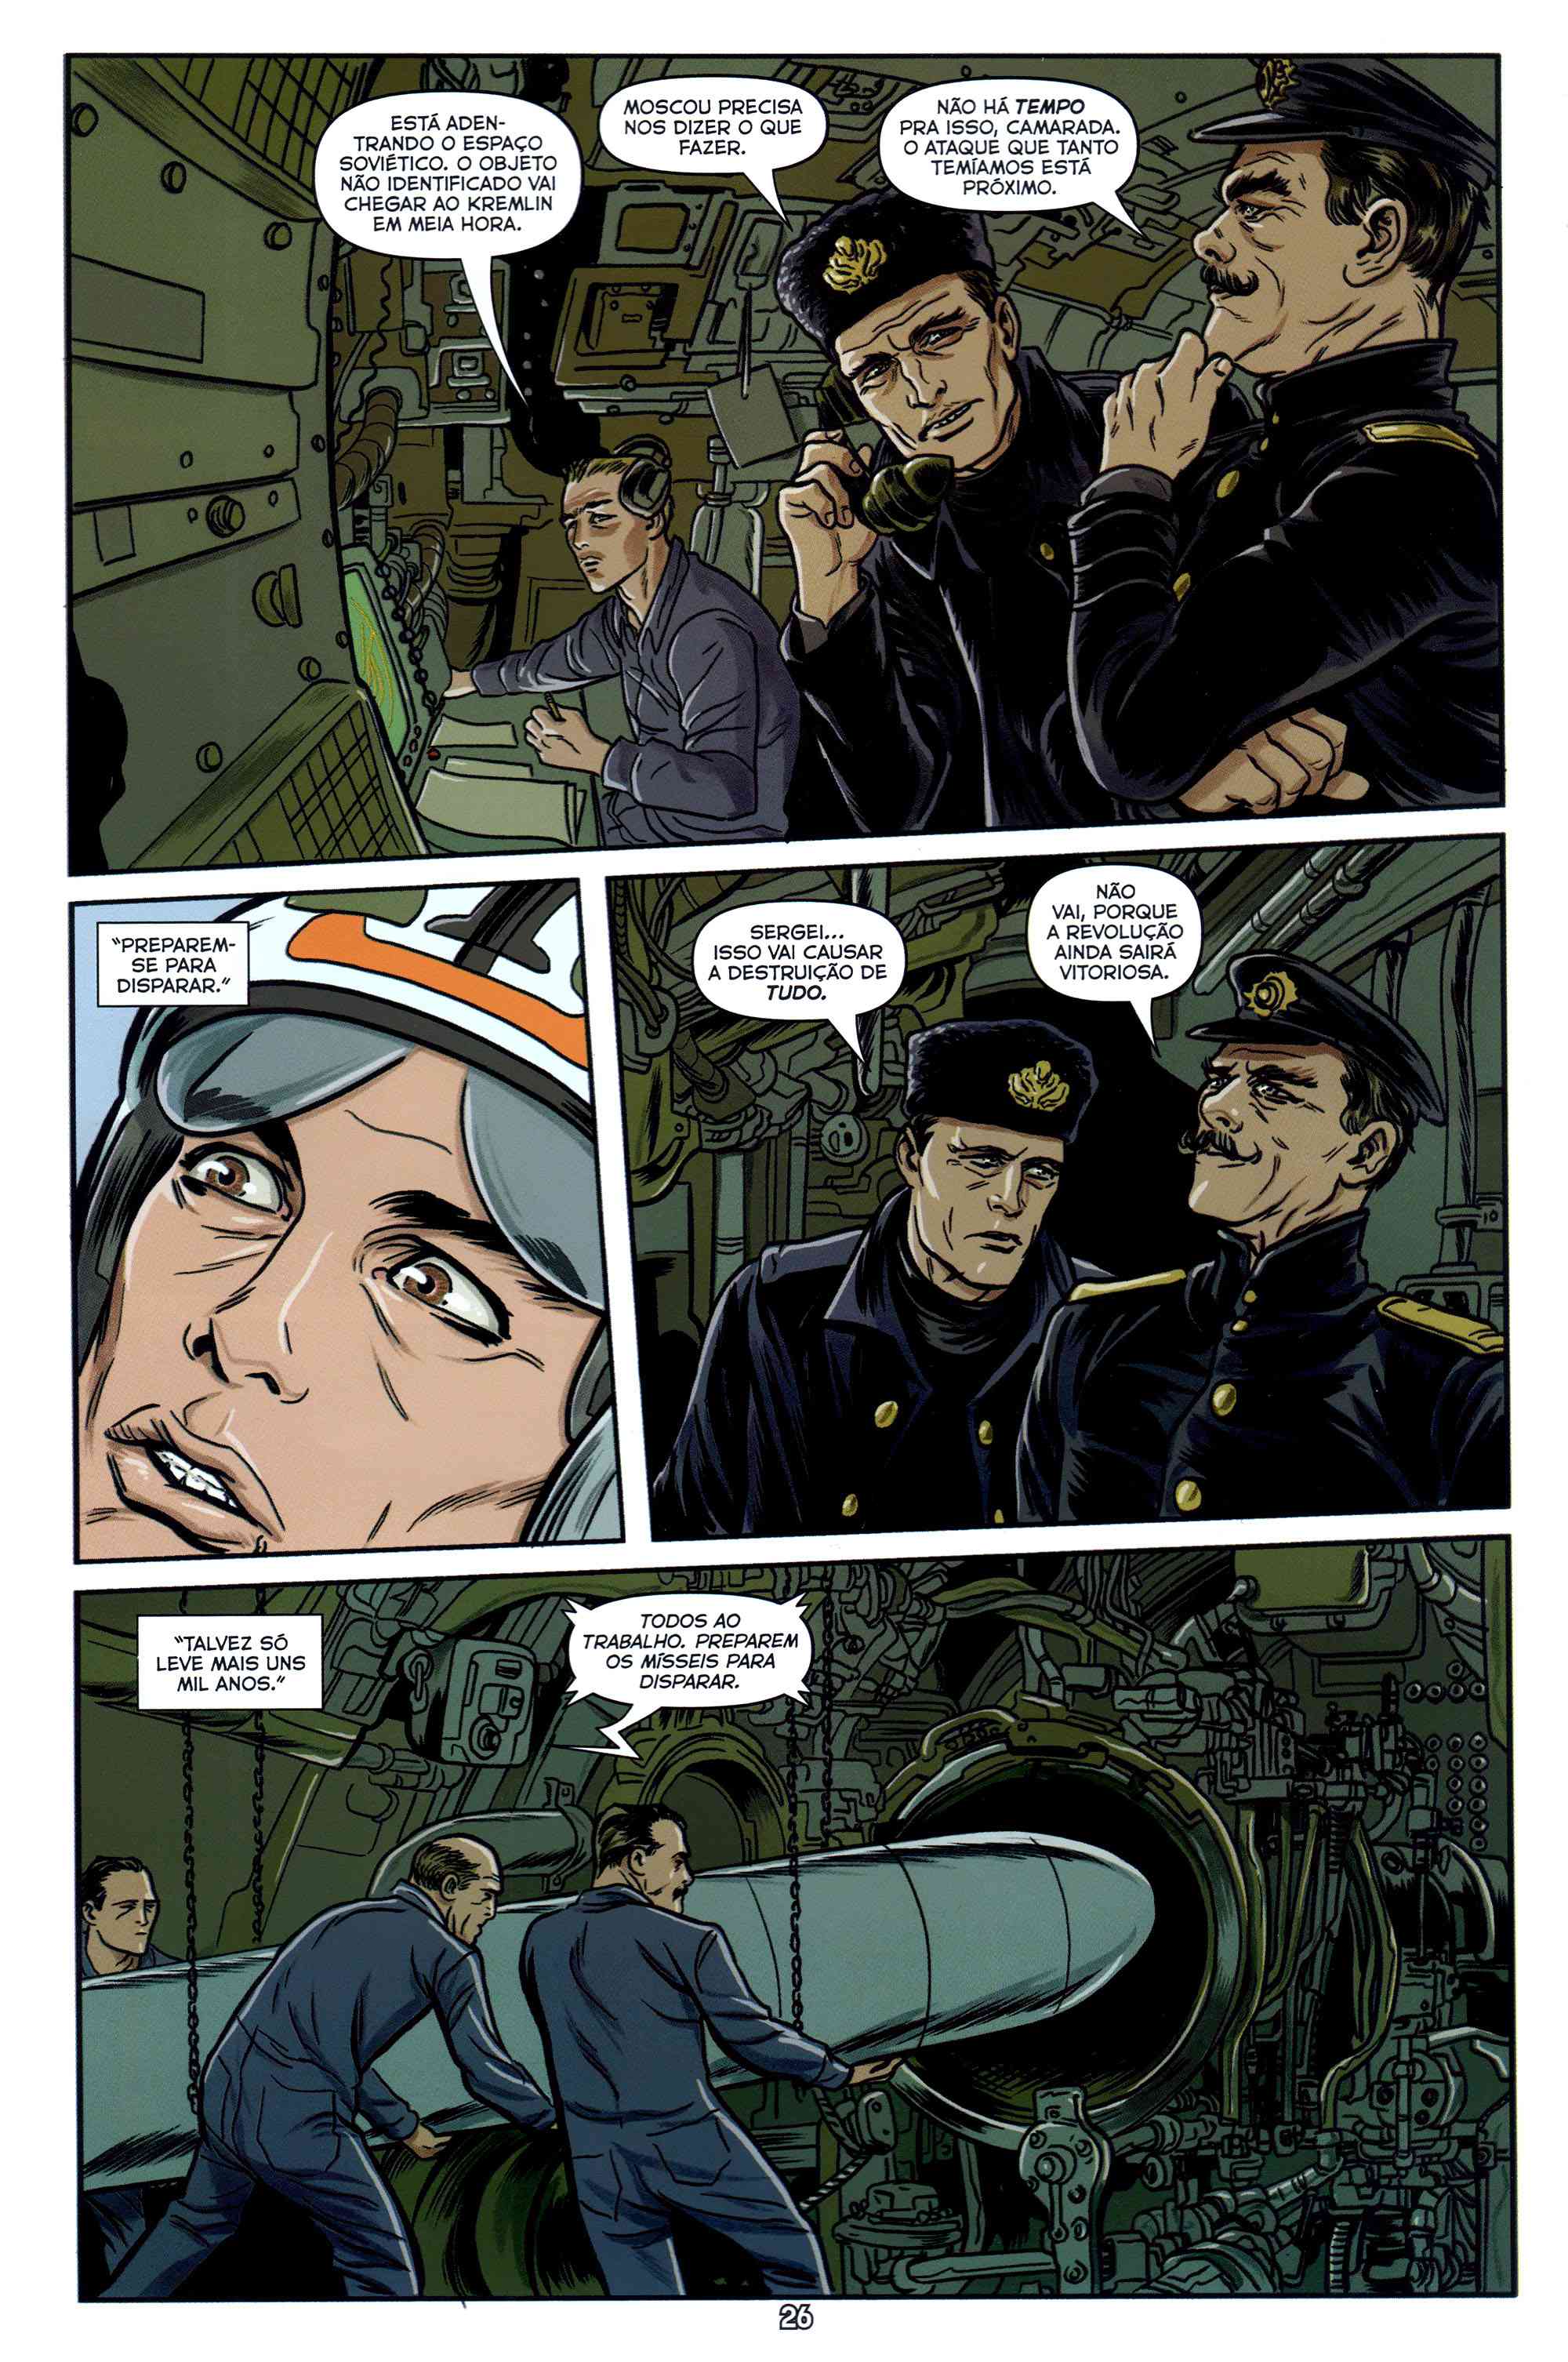 ESTÁ ADEN-
TRANDO O ESPAÇO
SOVIÉTICO. O OBJETO
NÃO IDENTIFICADO VAI
CHEGAR AO KREMLIN
EM MEIA HORA.
MOSCOU PRECISA
NOS DIZER O QUE
FAZER.
NÃO HÁ TEMPO
PRA ISSO, CAMARADA.
O ATAQUE QUE TANTO
TEMÍAMOS ESTÁ
PRÓXIMO.
"PREPAREM-
SE PARA
DISPARAR."
SERGEI...
ISSO VAI CAUSAR
A DESTRUIÇÃO DE
TUDO.
NÃO
VAI, PORQUE
A REVOLUÇÃO
AINDA SAIRÁ
VITORIOSA.
"TALVEZ SÓ
LEVE MAIS UNS
MIL ANOS."
TODOS AO
TRABALHO. PREPAREM
OS MÍSSEIS PARA
DISPARAR.
26